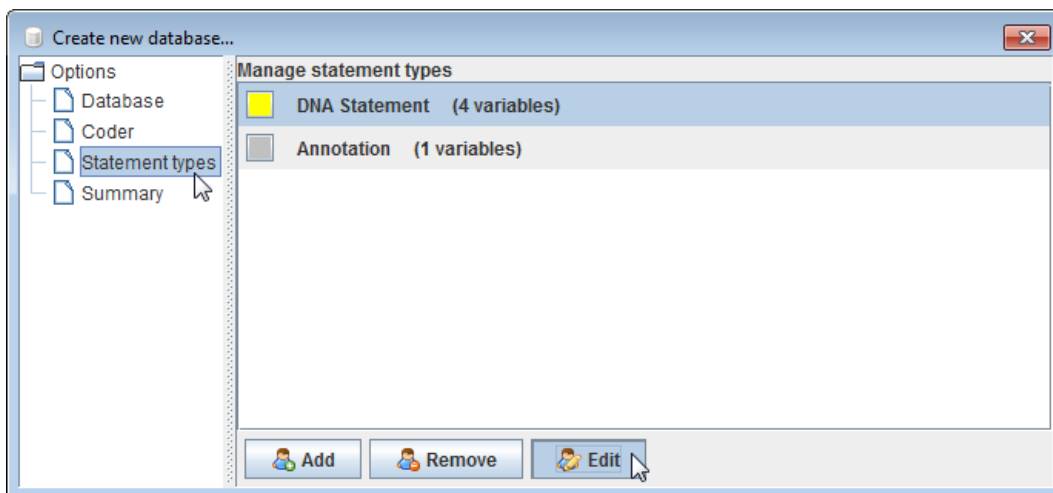 Create new database...
Options
Database
Coder
Statement types
Summary
Manage statement types
DNA Statement (4 variables)
Annotation (1 variables)
Add
Remove
Edit